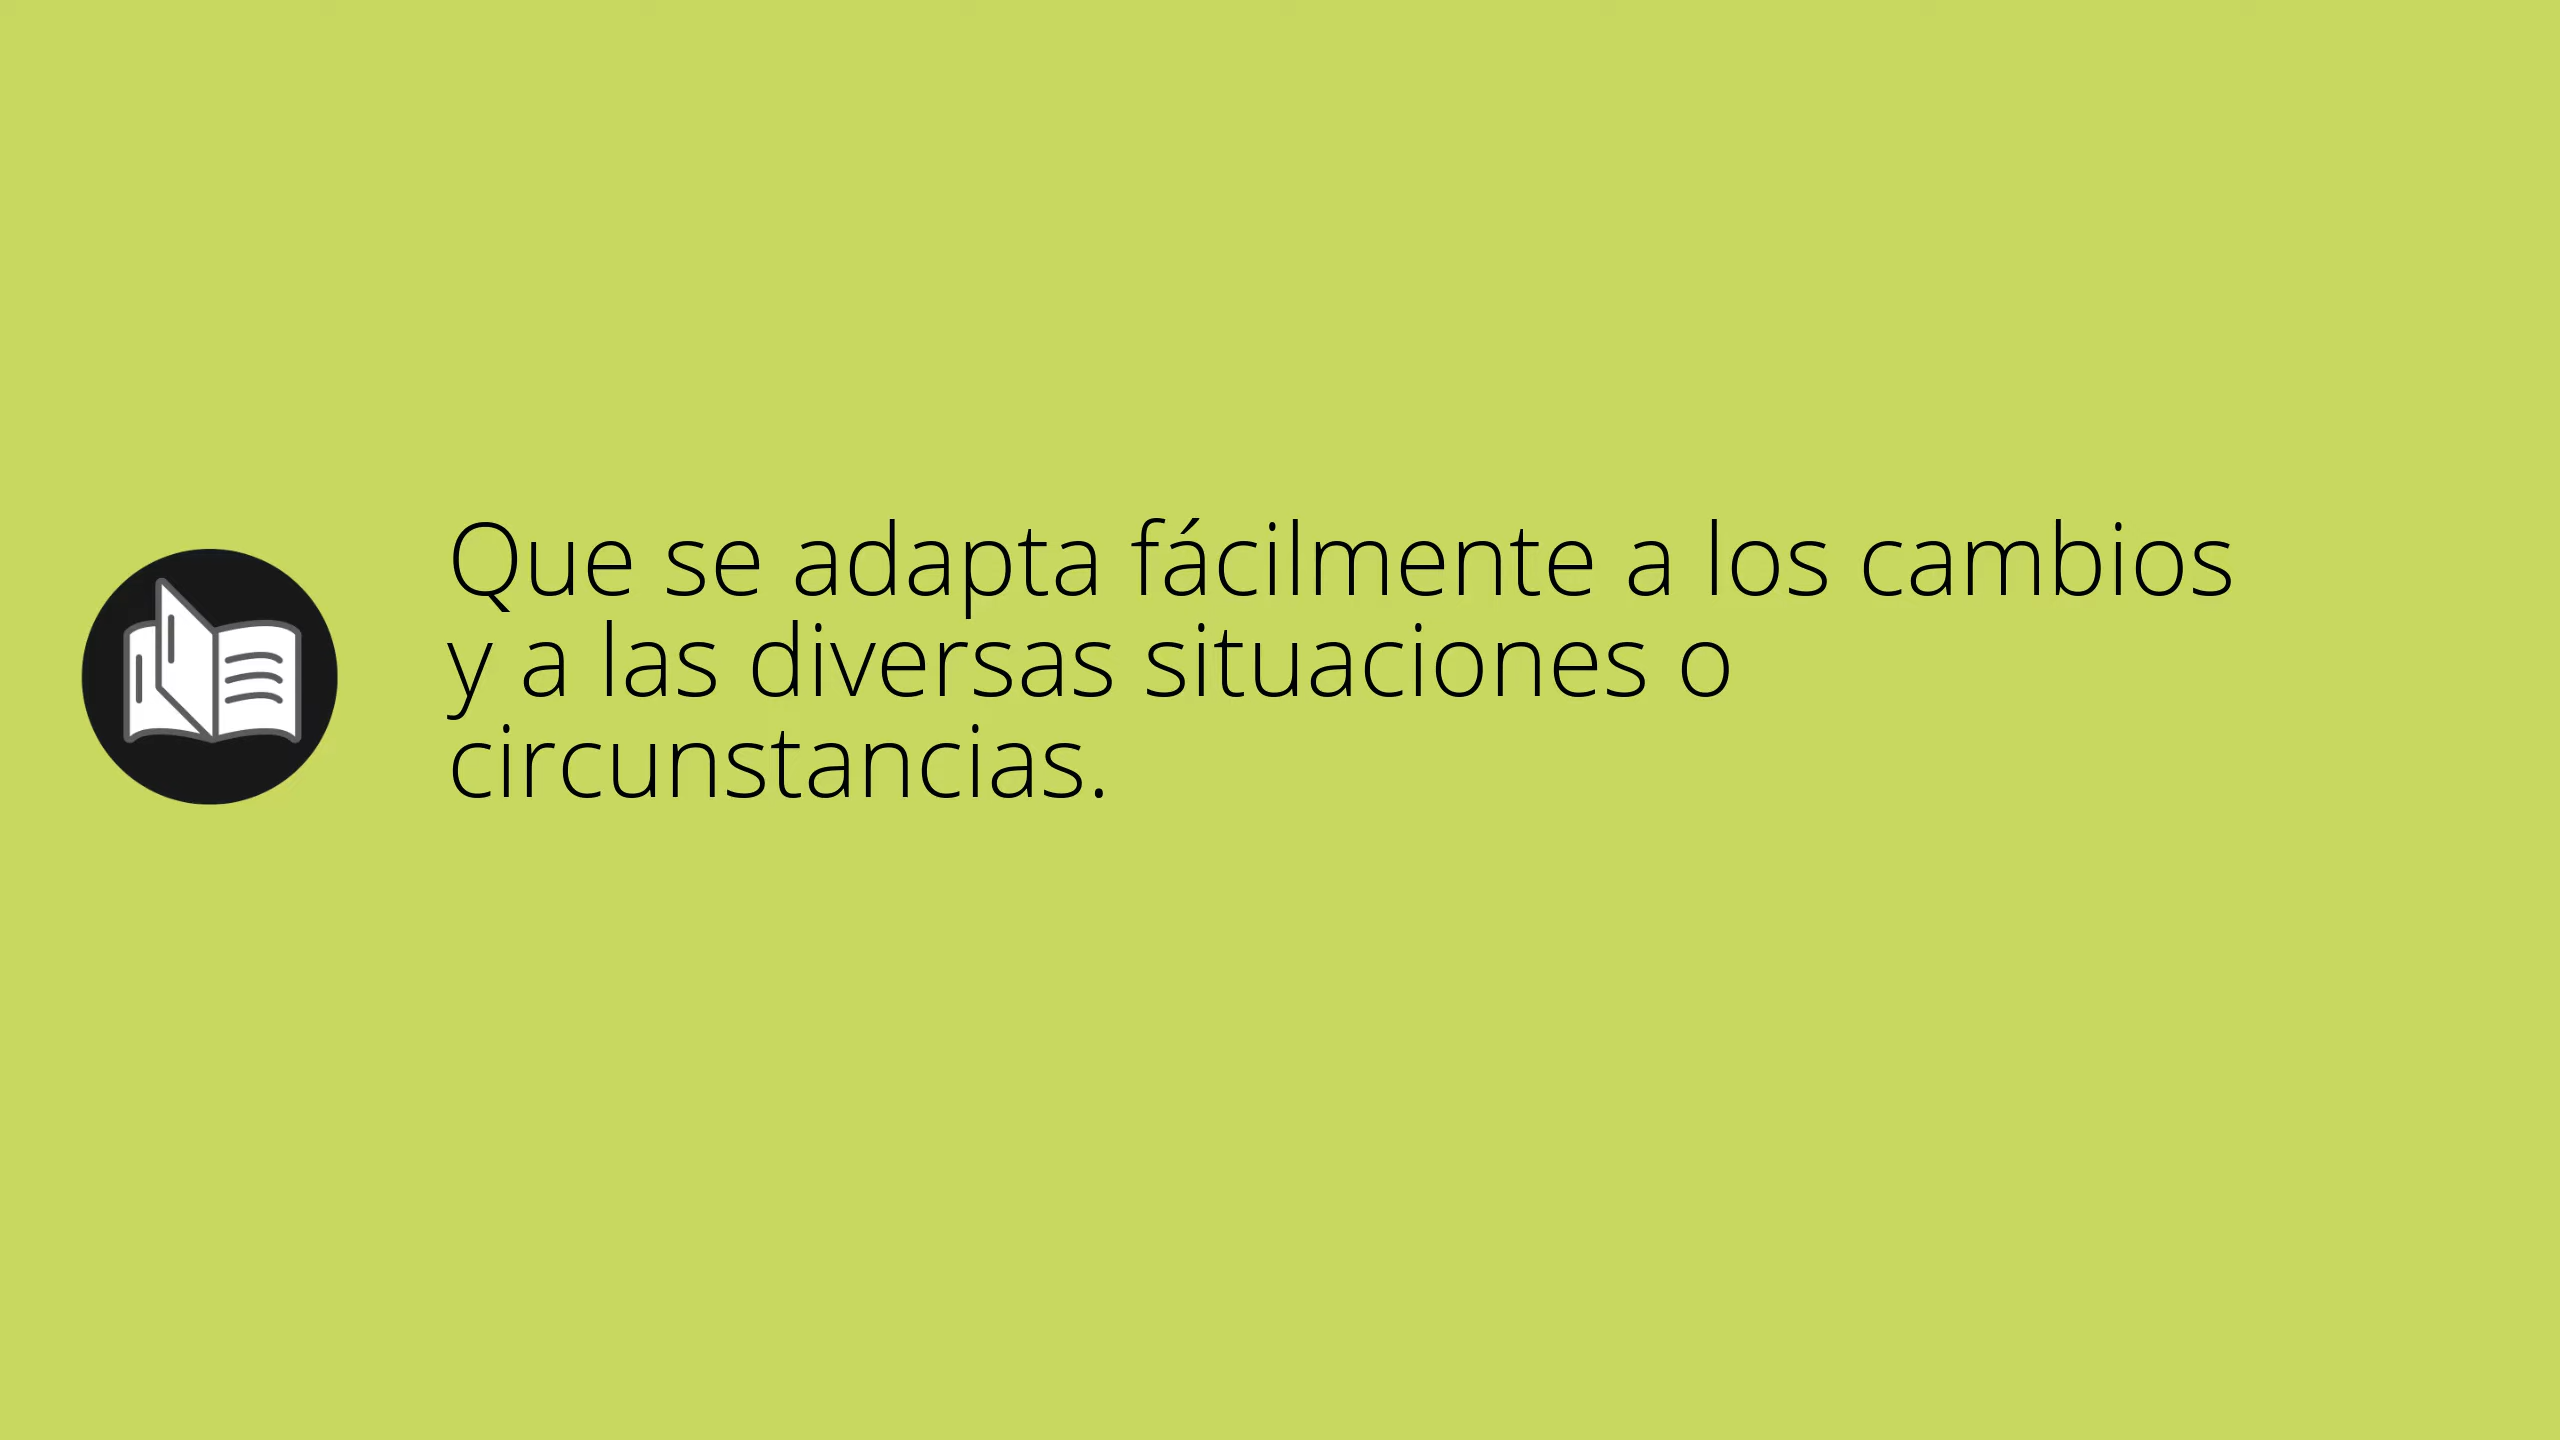 Que se adapta fácilmente a los cambios
y a las diversas situaciones o
circunstancias.